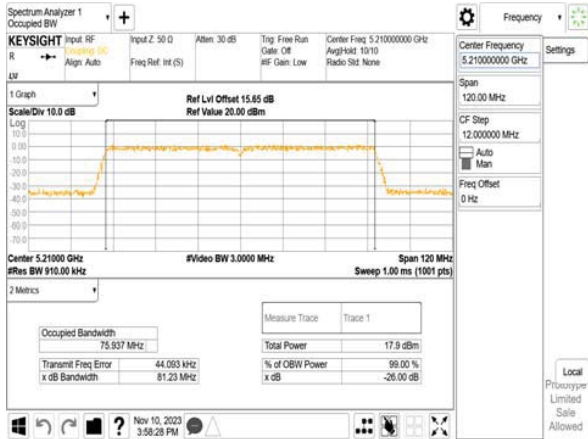 Spectrum Analyzer 1
Occupied BW
Frequency
KEYSIGHT
R
Input: RF
Coupling: DC
Align: Auto
Input Z: 50 Ω
Freq Ref: Int (S)
Atten: 30 dB
Trig: Free Run
Gate: Off
#IF Gain: Low
Center Freq: 5.210000000 GHz
Avg|Hold: 10/10
Radio Std: None
1 Graph
Scale/Div 10.0 dB
Ref Lvl Offset 15.65 dB
Ref Value 20.00 dBm
Log
10.0
0.00
-10.0
-20.0
-30.0
-40.0
-50.0
-60.0
-70.0
Center 5.21000 GHz
#Res BW 910.00 kHz
#Video BW 3.0000 MHz
Span 120 MHz
Sweep 1.00 ms (1001 pts)
2 Metrics
Measure Trace
Trace 1
Occupied Bandwidth
75.937 MHz
Total Power
17.9 dBm
Transmit Freq Error
44.093 kHz
% of OBW Power
99.00 %
x dB Bandwidth
81.23 MHz
x dB
-26.00 dB
Nov 10, 2023
3:58:28 PM
?
Center Frequency
5.210000000 GHz
Span
120.00 MHz
CF Step
12.000000 MHz
Auto
Man
Freq Offset
0 Hz
Settings
Local
Prototype
Limited
Sale
Allowed